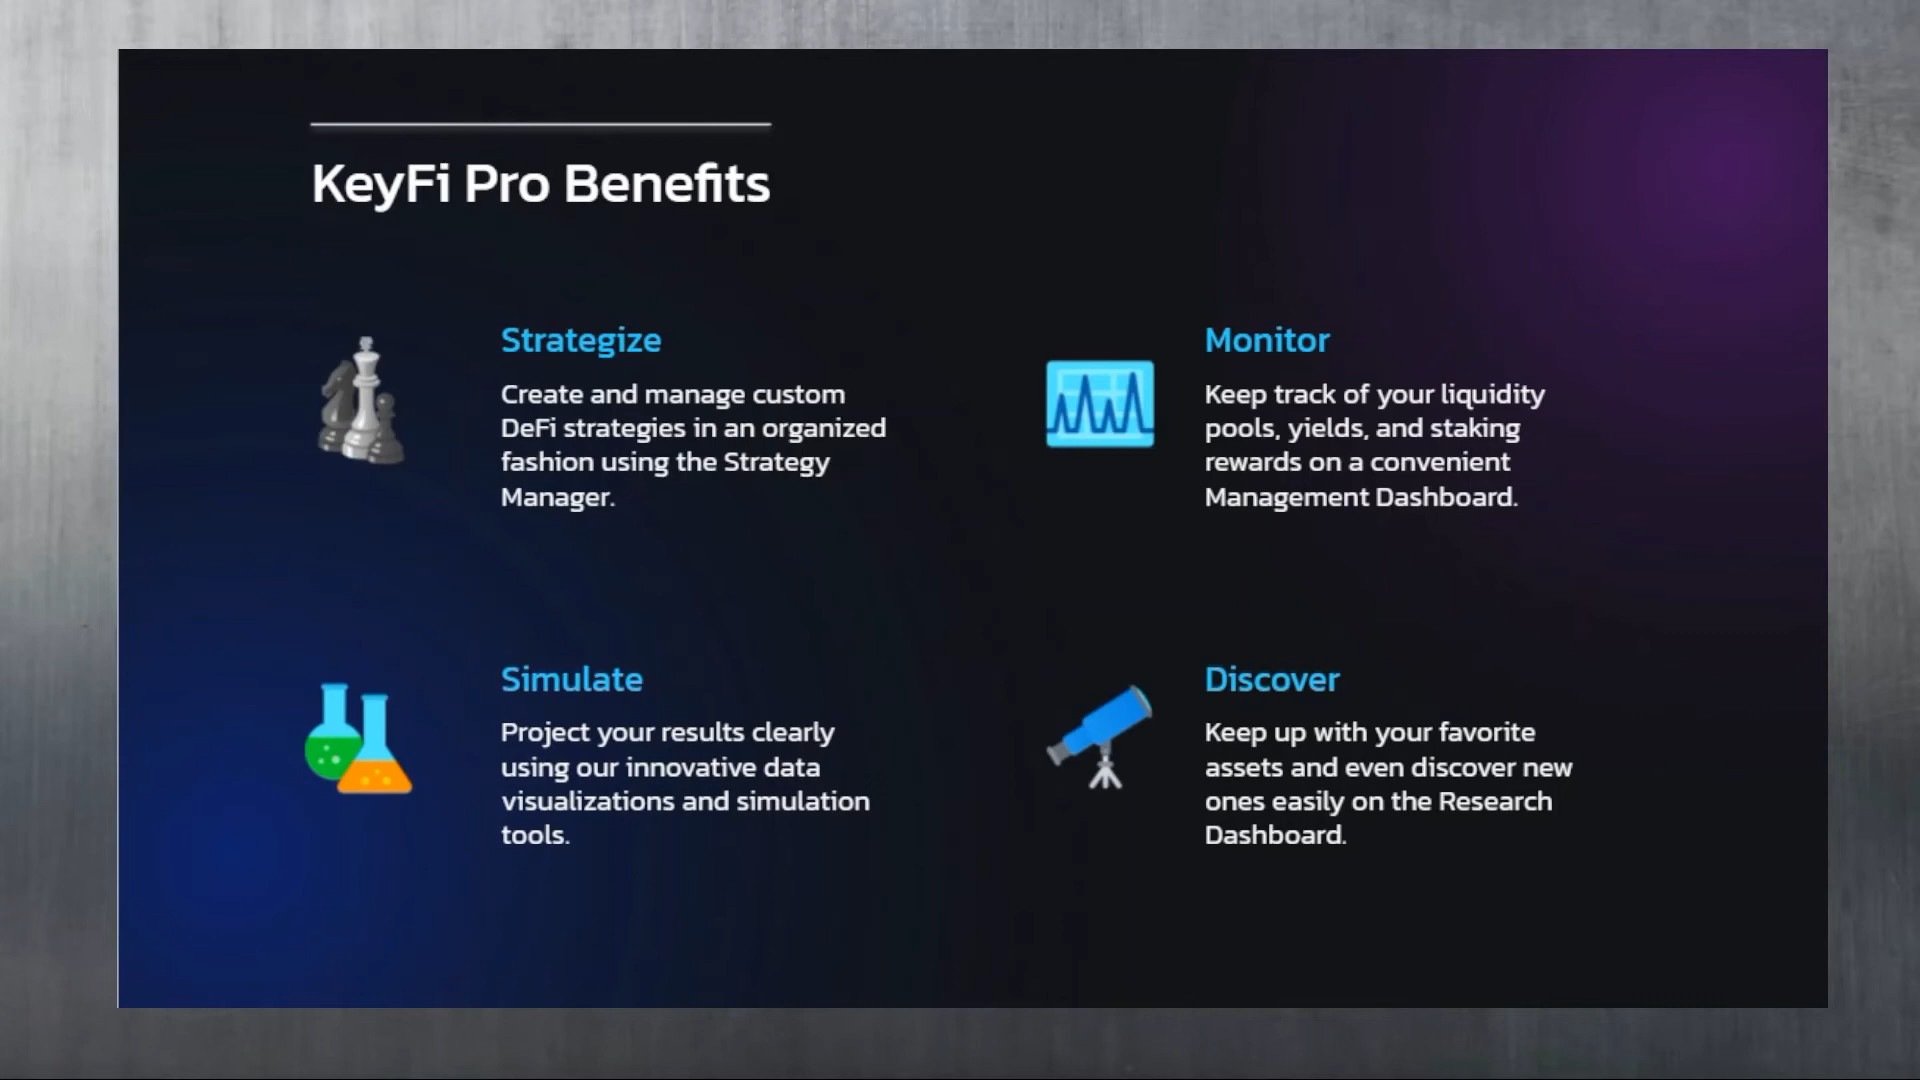 KeyFi Pro Benefits
Strategize
Create and manage custom
DeFi strategies in an organized
fashion using the Strategy
Manager.
Monitor
Keep track of your liquidity
pools, yields, and staking
rewards on a convenient
Management Dashboard.
Simulate
Project your results clearly
using our innovative data
visualizations and simulation
tools.
Discover
Keep up with your favorite
assets and even discover new
ones easily on the Research
Dashboard.